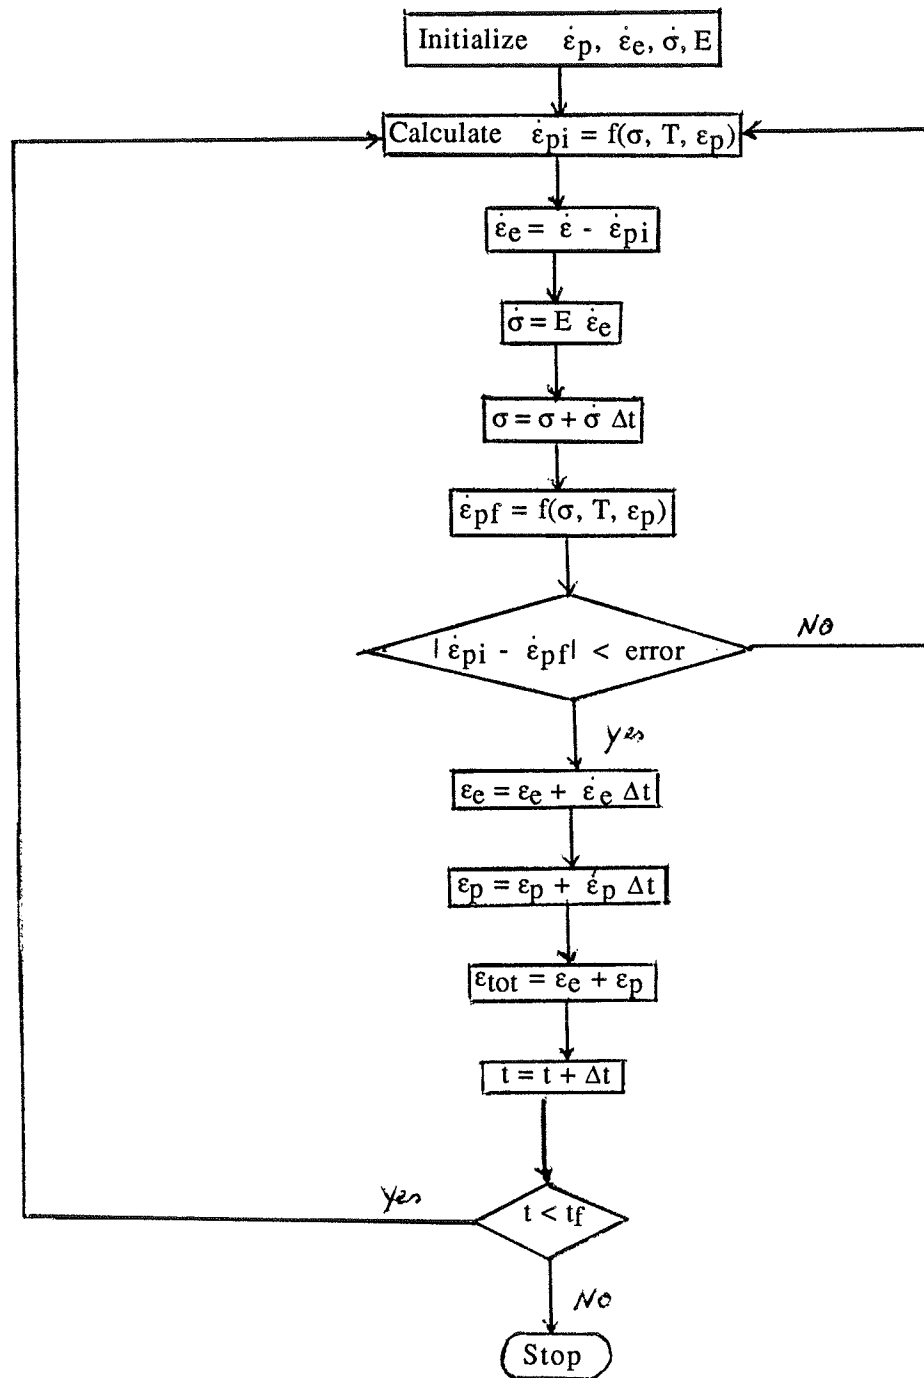 Initialize ε̇p, ε̇e, σ̇, E
Calculate ε̇pi = f(σ, T, εp)
ε̇e = ε̇ - ε̇pi
σ̇ = E ε̇e
σ = σ + σ̇ Δt
ε̇pf = f(σ, T, εp)
| ε̇pi - ε̇pf| < error
NO
yes
εe = εe + ε̇e Δt
εp = εp + ε̇p Δt
εtot = εe + εp
t = t + Δt
yes
t < tf
NO
Stop